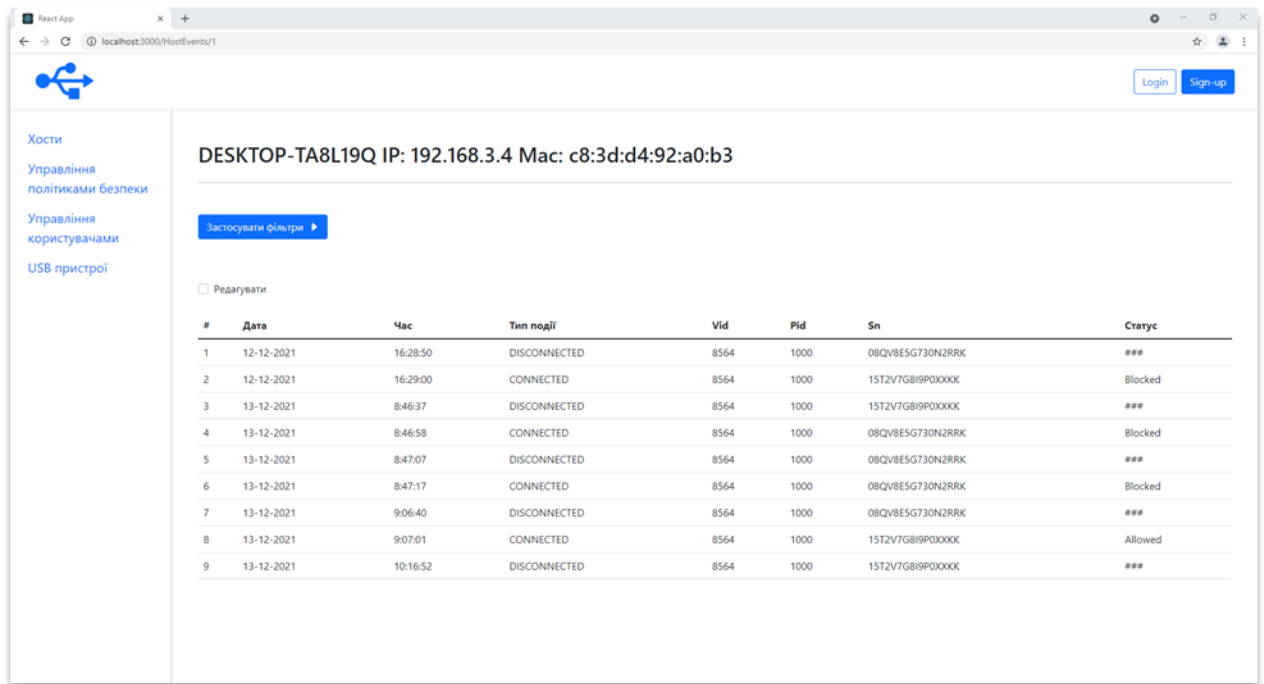 React App
localhost:3000/HostEvents/1
Login Sign-up
Хости
Управління
політиками безпеки
Управління
користувачами
USB пристрої
DESKTOP-TA8L19Q IP: 192.168.3.4 Mac: c8:3d:d4:92:a0:b3
Застосувати фільтри
Редагувати
# Дата Час Тип події Vid Pid Sn Статус
1 12-12-2021 16:28:50 DISCONNECTED 8564 1000 08QV8E5G730N2RRK ###
2 12-12-2021 16:29:00 CONNECTED 8564 1000 15T2V7G8I9P0XXKK Blocked
3 13-12-2021 8:46:37 DISCONNECTED 8564 1000 15T2V7G8I9P0XXKK ###
4 13-12-2021 8:46:58 CONNECTED 8564 1000 08QV8E5G730N2RRK Blocked
5 13-12-2021 8:47:07 DISCONNECTED 8564 1000 08QV8E5G730N2RRK ###
6 13-12-2021 8:47:17 CONNECTED 8564 1000 08QV8E5G730N2RRK Blocked
7 13-12-2021 9:06:40 DISCONNECTED 8564 1000 08QV8E5G730N2RRK ###
8 13-12-2021 9:07:01 CONNECTED 8564 1000 15T2V7G8I9P0XXKK Allowed
9 13-12-2021 10:16:52 DISCONNECTED 8564 1000 15T2V7G8I9P0XXKK ###